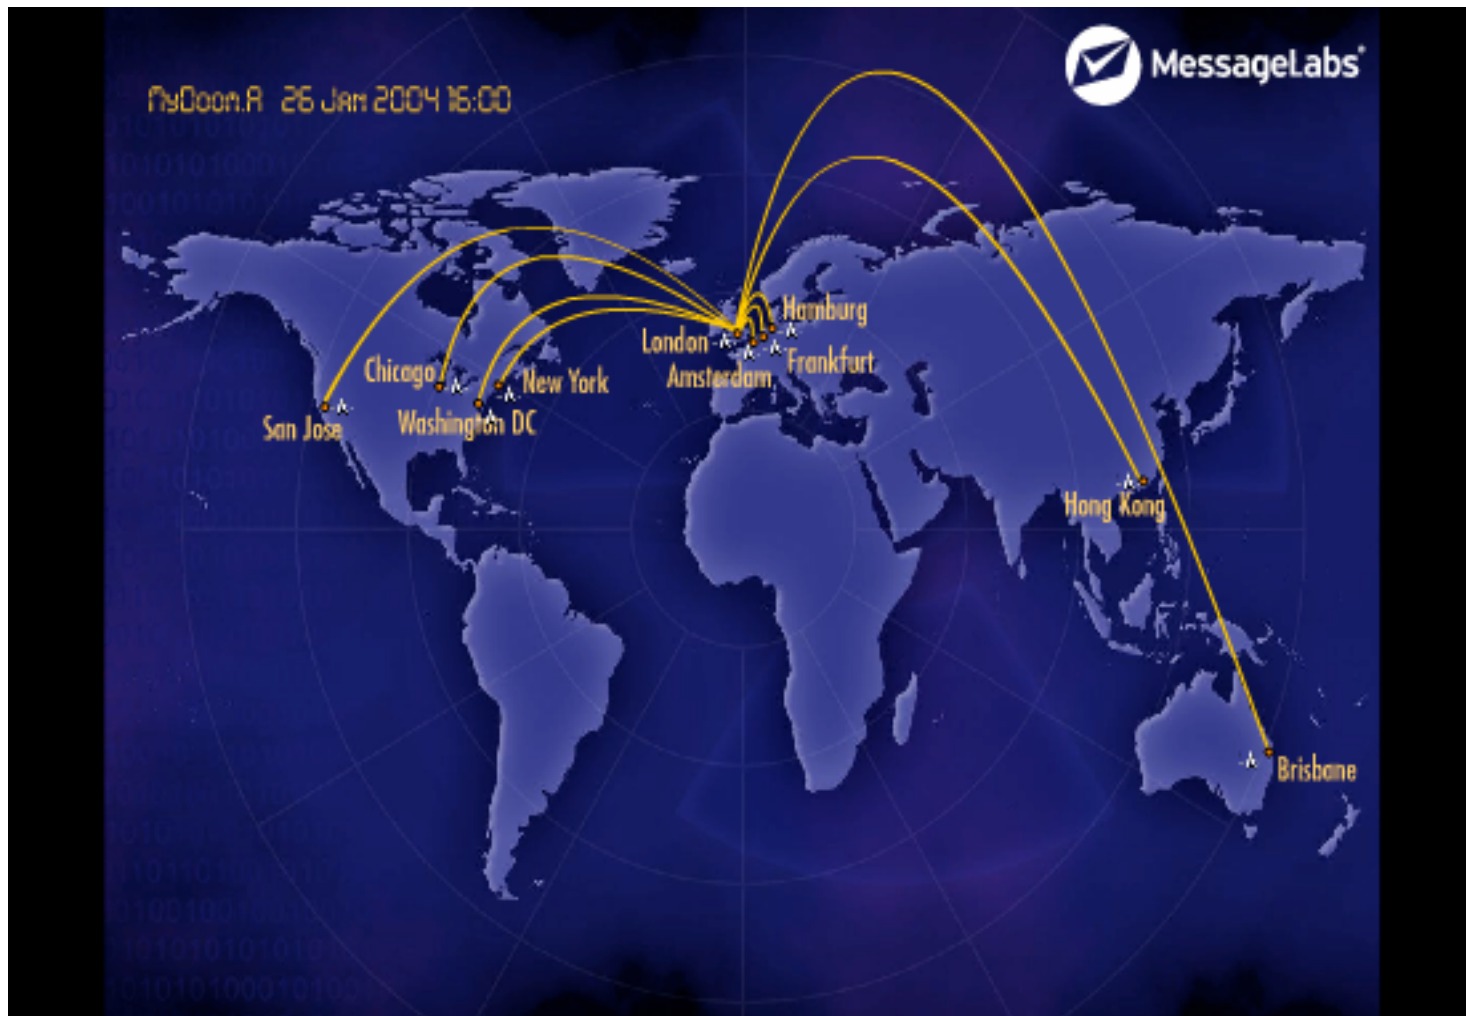 MessageLabs
MyDoom.A 26 Jan 2004 16:00
Hamburg
London
Frankfurt
Chicago
Amsterdam
New York
San Jose
Washington DC
Hong Kong
Brisbane